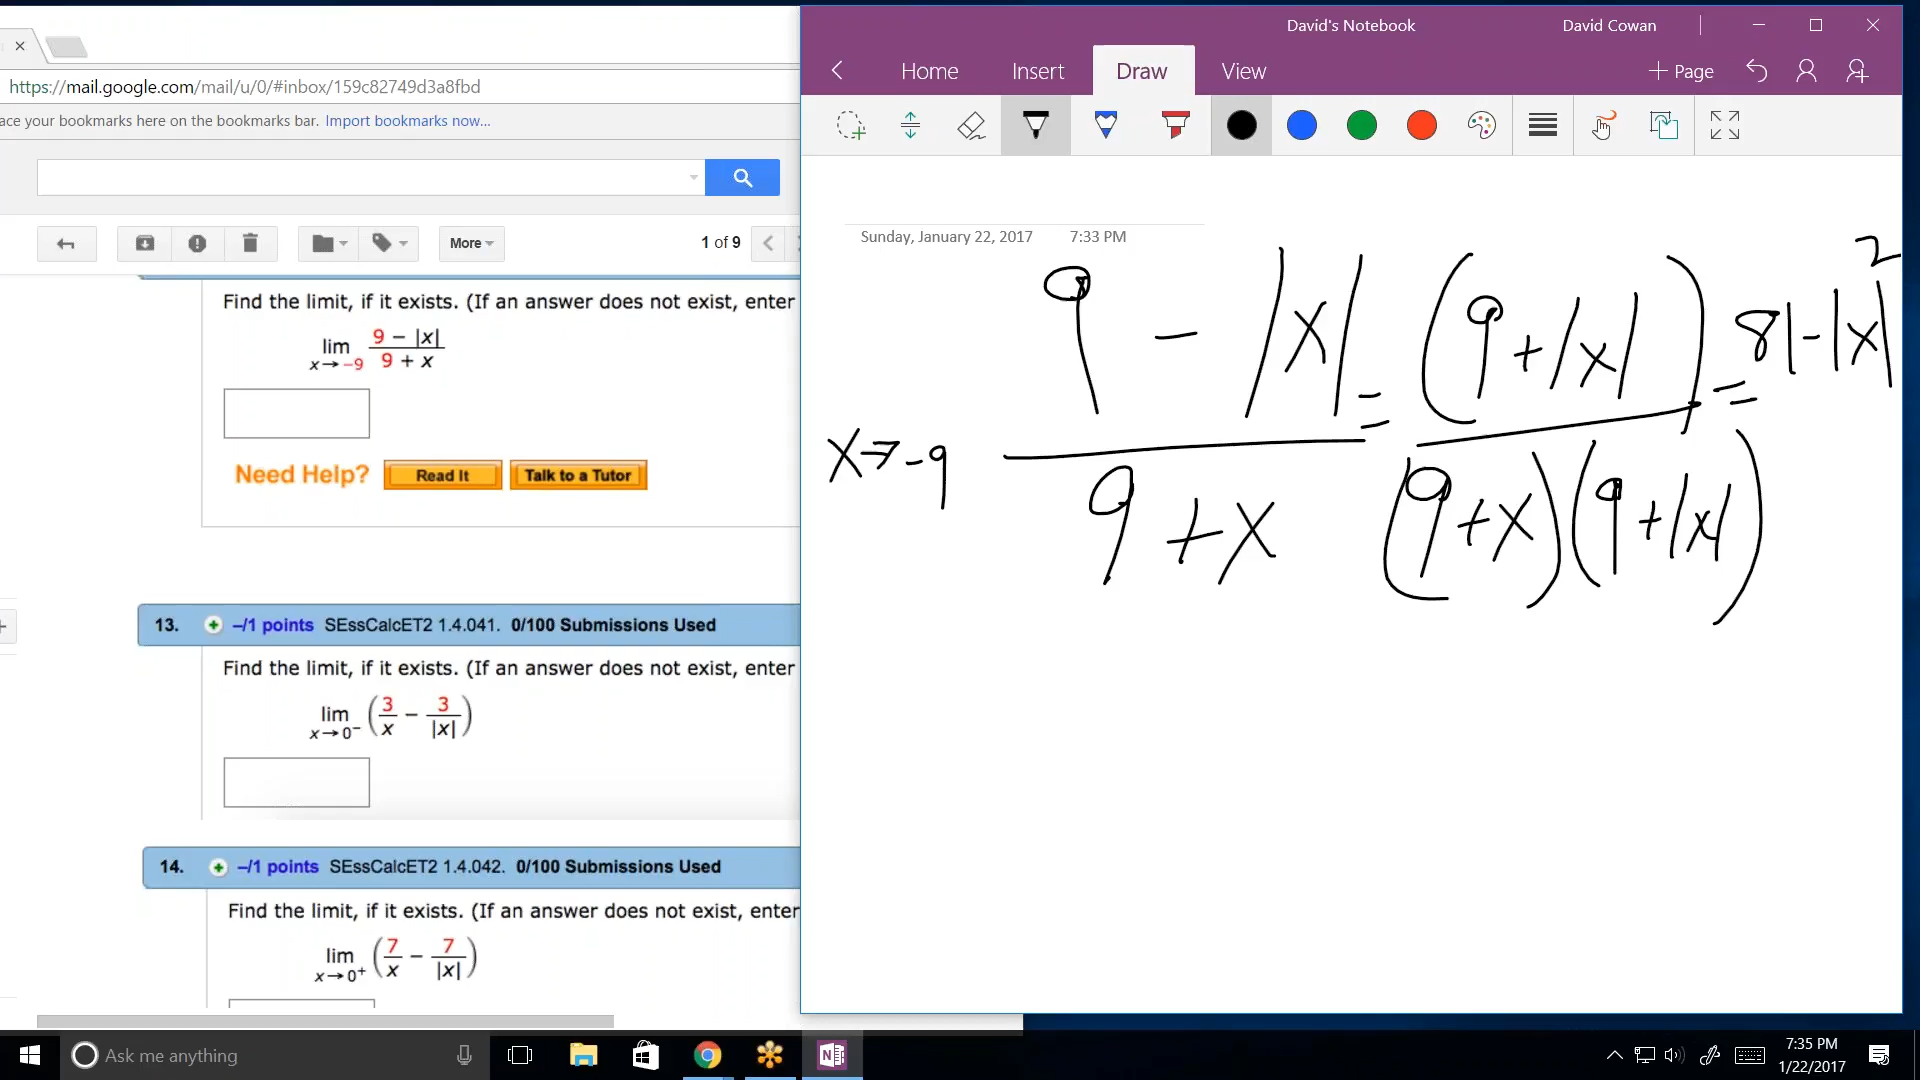 https://mail.google.com/mail/u/0/#inbox/159c82749d3a8fbd
ace your bookmarks here on the bookmarks bar. Import bookmarks now...
More
1 of 9
Find the limit, if it exists. (If an answer does not exist, enter
lim x→−9 (9 − |x|)/(9 + x)
Need Help? Read It Talk to a Tutor
13. –/1 points SEssCalcET2 1.4.041. 0/100 Submissions Used
Find the limit, if it exists. (If an answer does not exist, enter
lim x→0⁻ (3/x − 3/|x|)
14. –/1 points SEssCalcET2 1.4.042. 0/100 Submissions Used
Find the limit, if it exists. (If an answer does not exist, enter
lim x→0⁺ (7/x − 7/|x|)
David's Notebook
David Cowan
Home Insert Draw View
Page
Sunday, January 22, 2017 7:33 PM
9 − |x| = (9 + |x|) = 81 − |x|²
x→−9
9 + x (9 + x)(9 + |x|)
Ask me anything
N
7:35 PM
1/22/2017